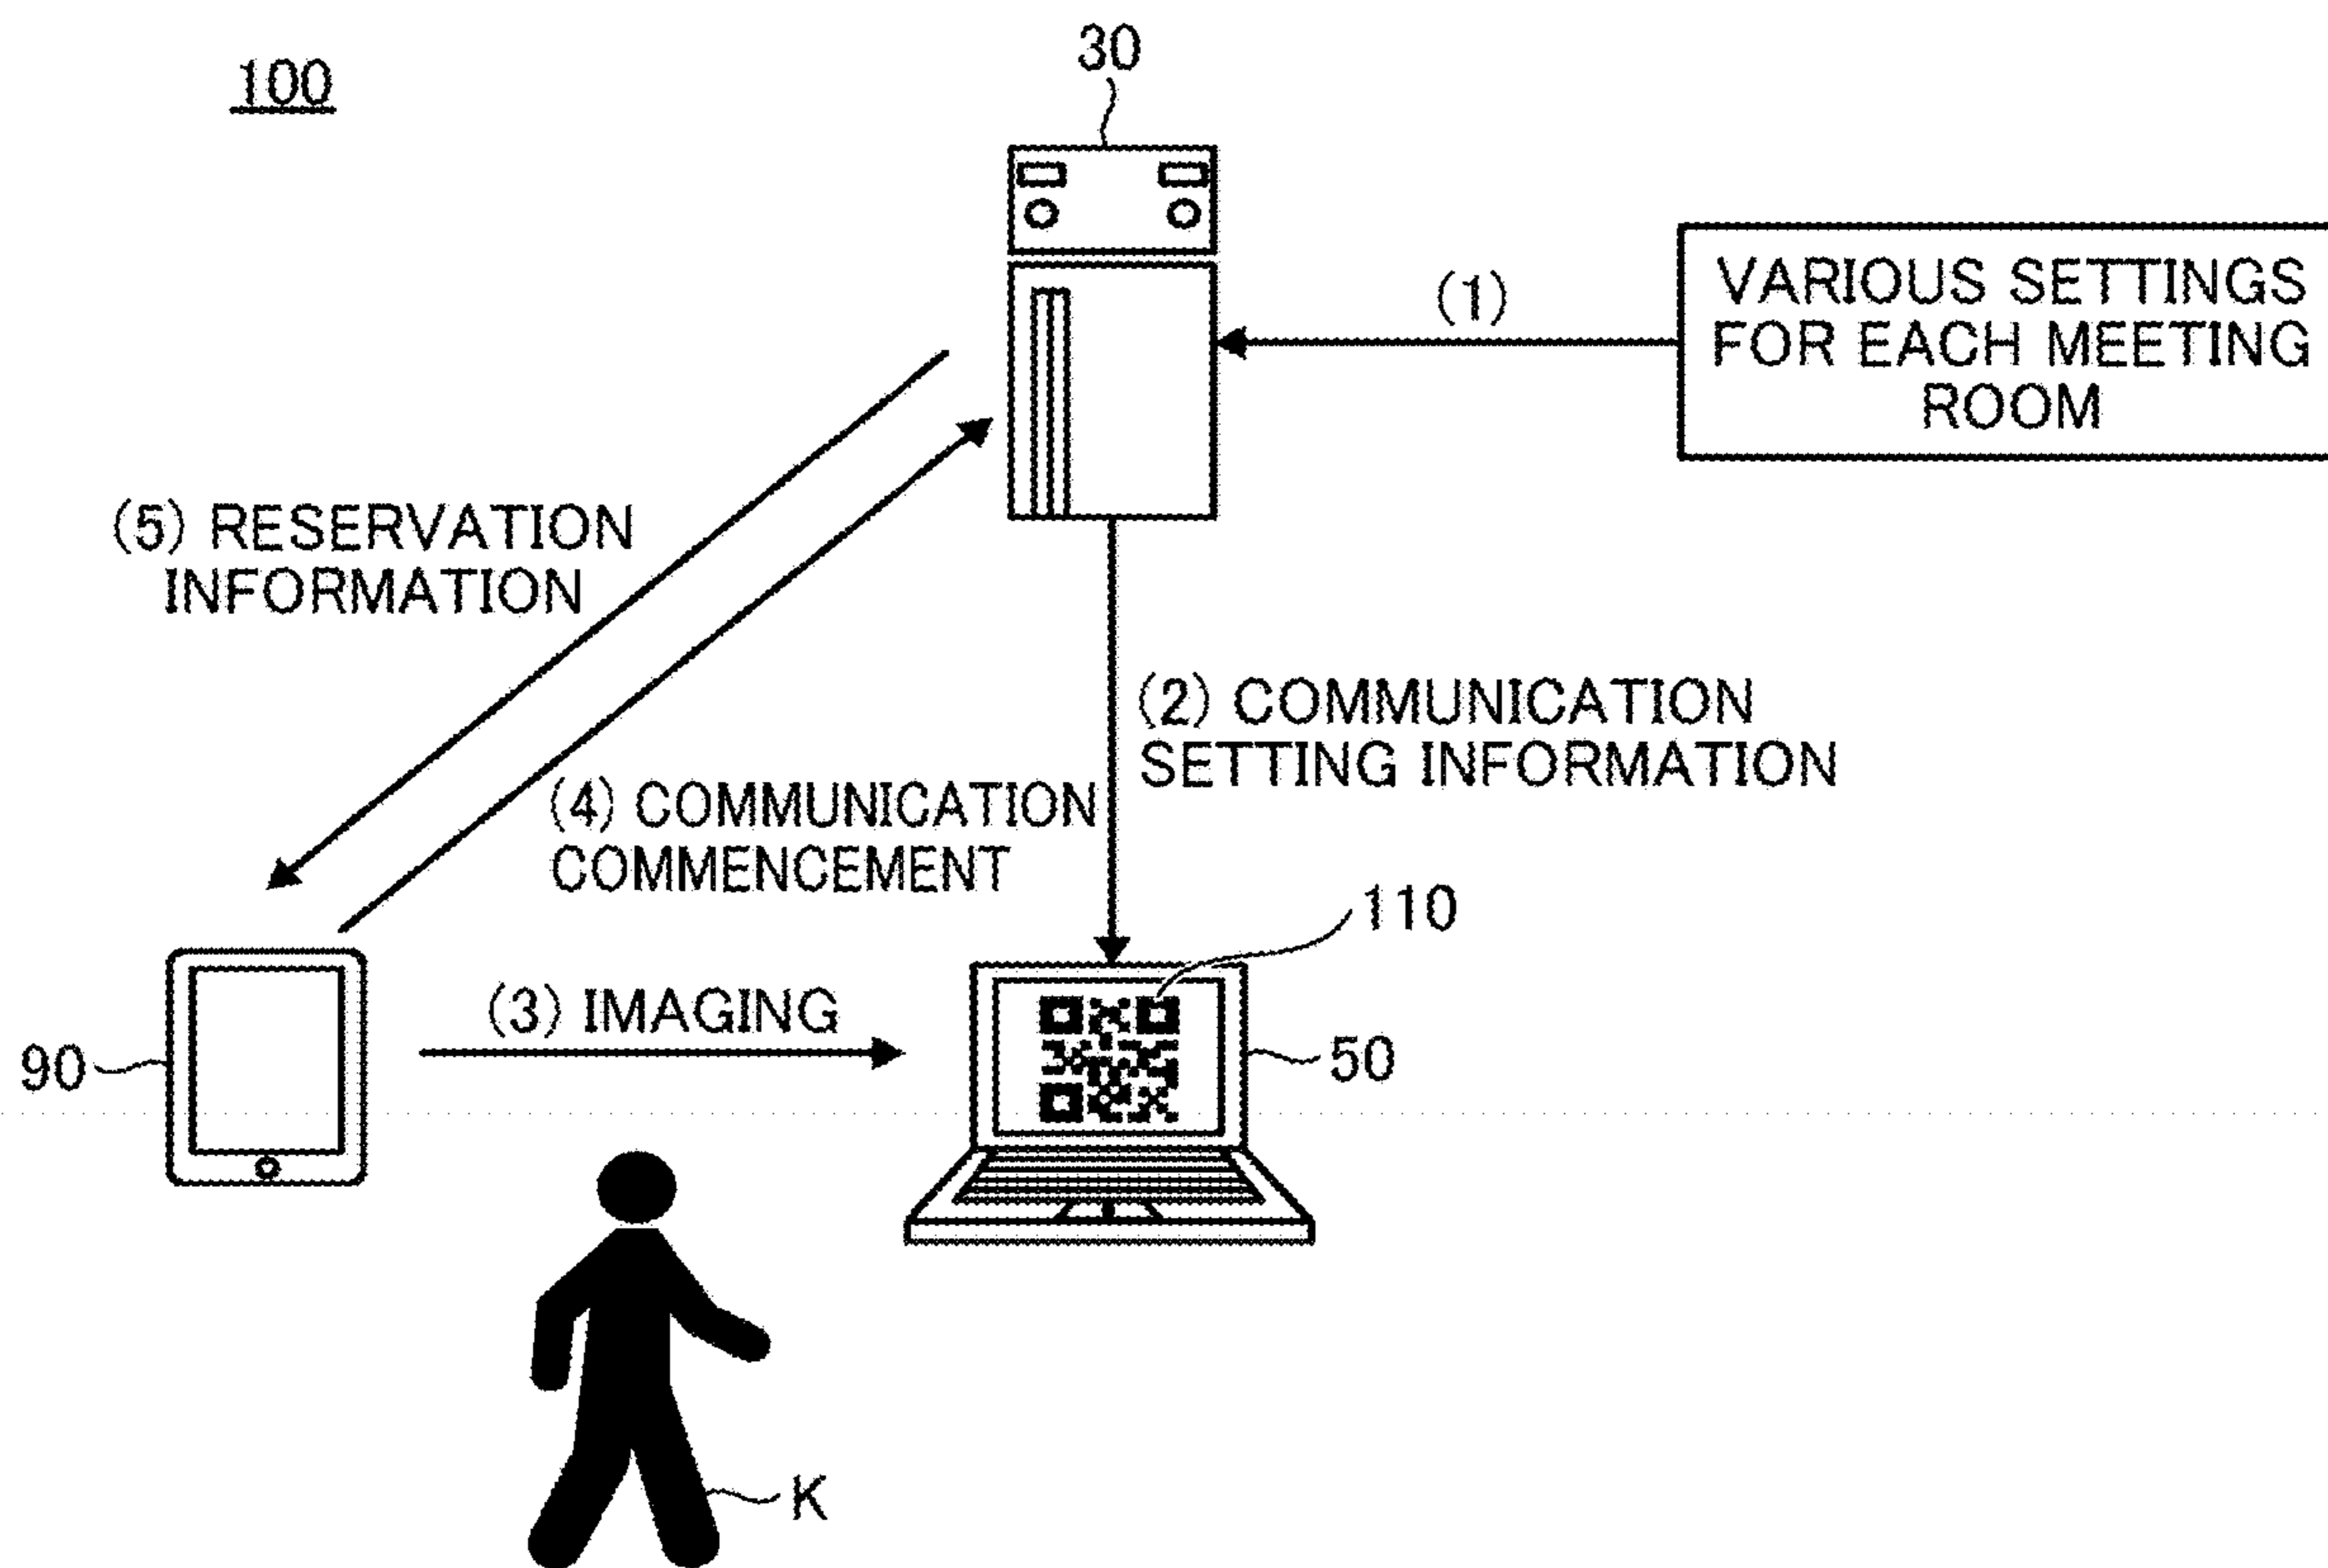 100
30
(1)
VARIOUS SETTINGS
FOR EACH MEETING
ROOM
(5) RESERVATION
INFORMATION
(2) COMMUNICATION
SETTING INFORMATION
(4) COMMUNICATION
COMMENCEMENT
110
(3) IMAGING
90
50
K